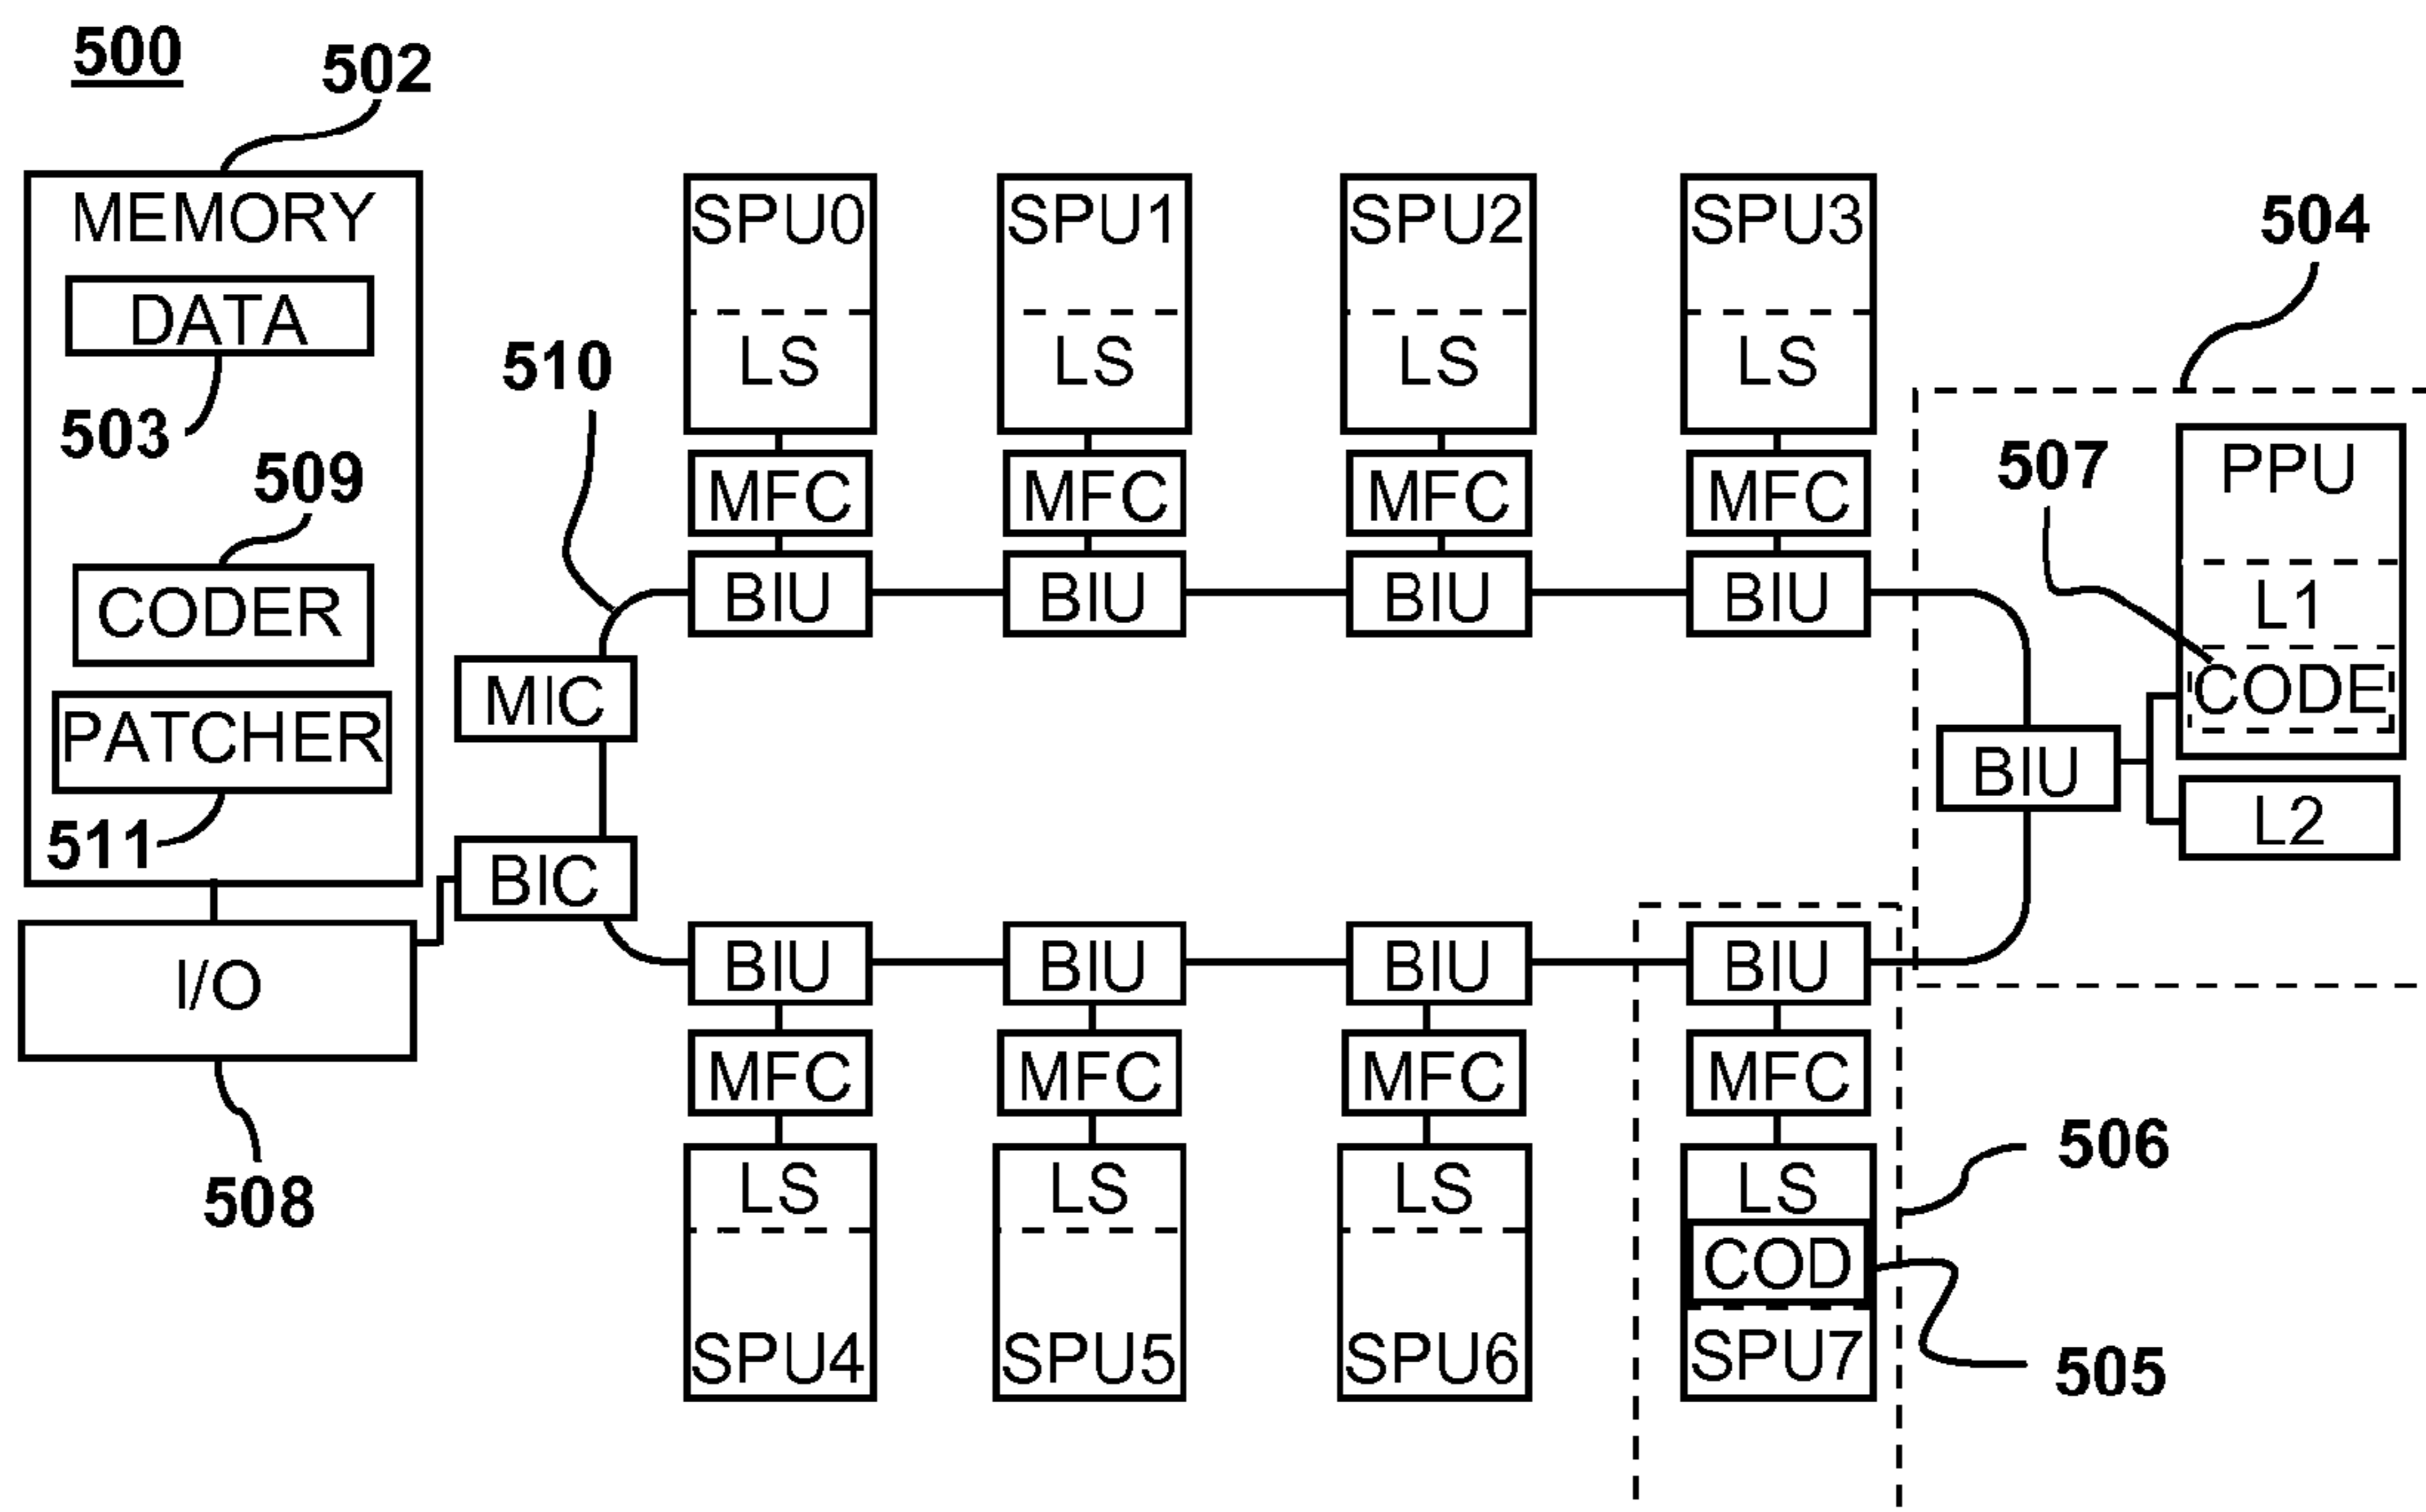 500
502
MEMORY
DATA
503
509
CODER
PATCHER
511
I/O
508
510
MIC
BIC
SPU0 SPU1 SPU2 SPU3
LS LS LS LS
MFC MFC MFC MFC
BIU BIU BIU BIU
504
507
PPU
L1
CODE
BIU
L2
BIU BIU BIU BIU
MFC MFC MFC MFC
LS LS LS LS
COD
SPU4 SPU5 SPU6 SPU7
506
505